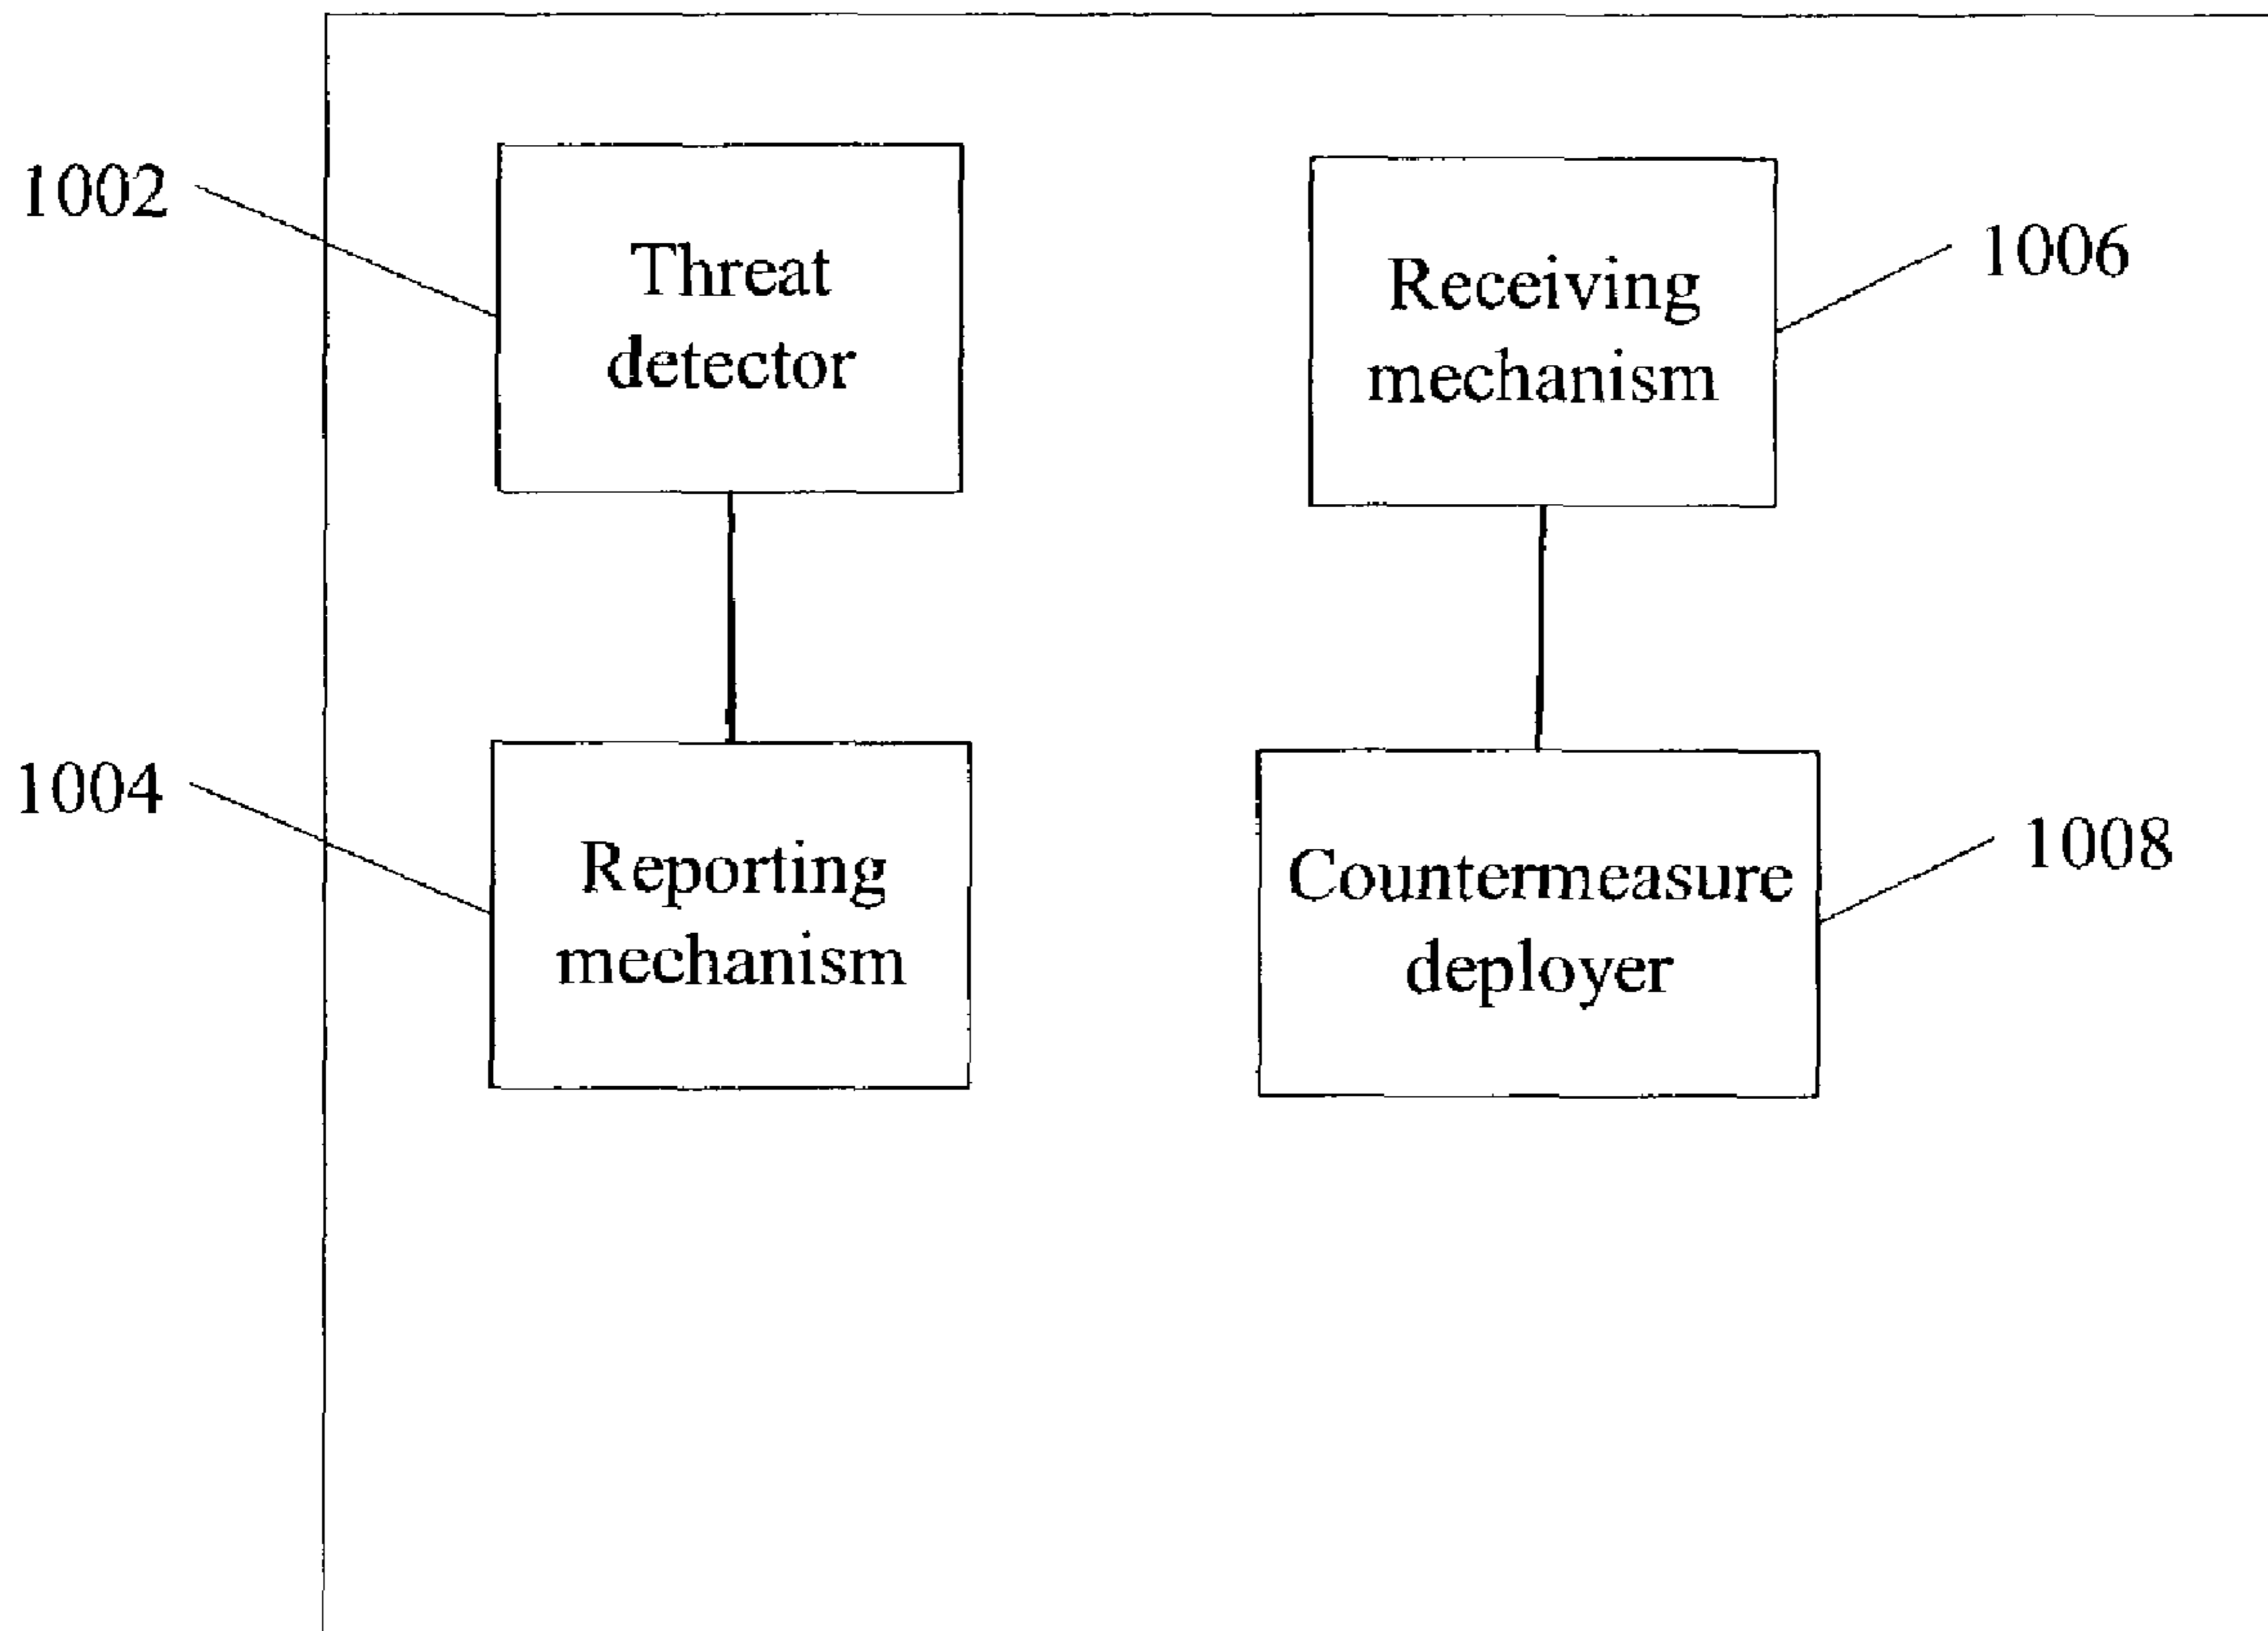 1002
Threat
detector
Receiving
mechanism
1006
1004
Reporting
mechanism
Countermeasure
deployer
1008